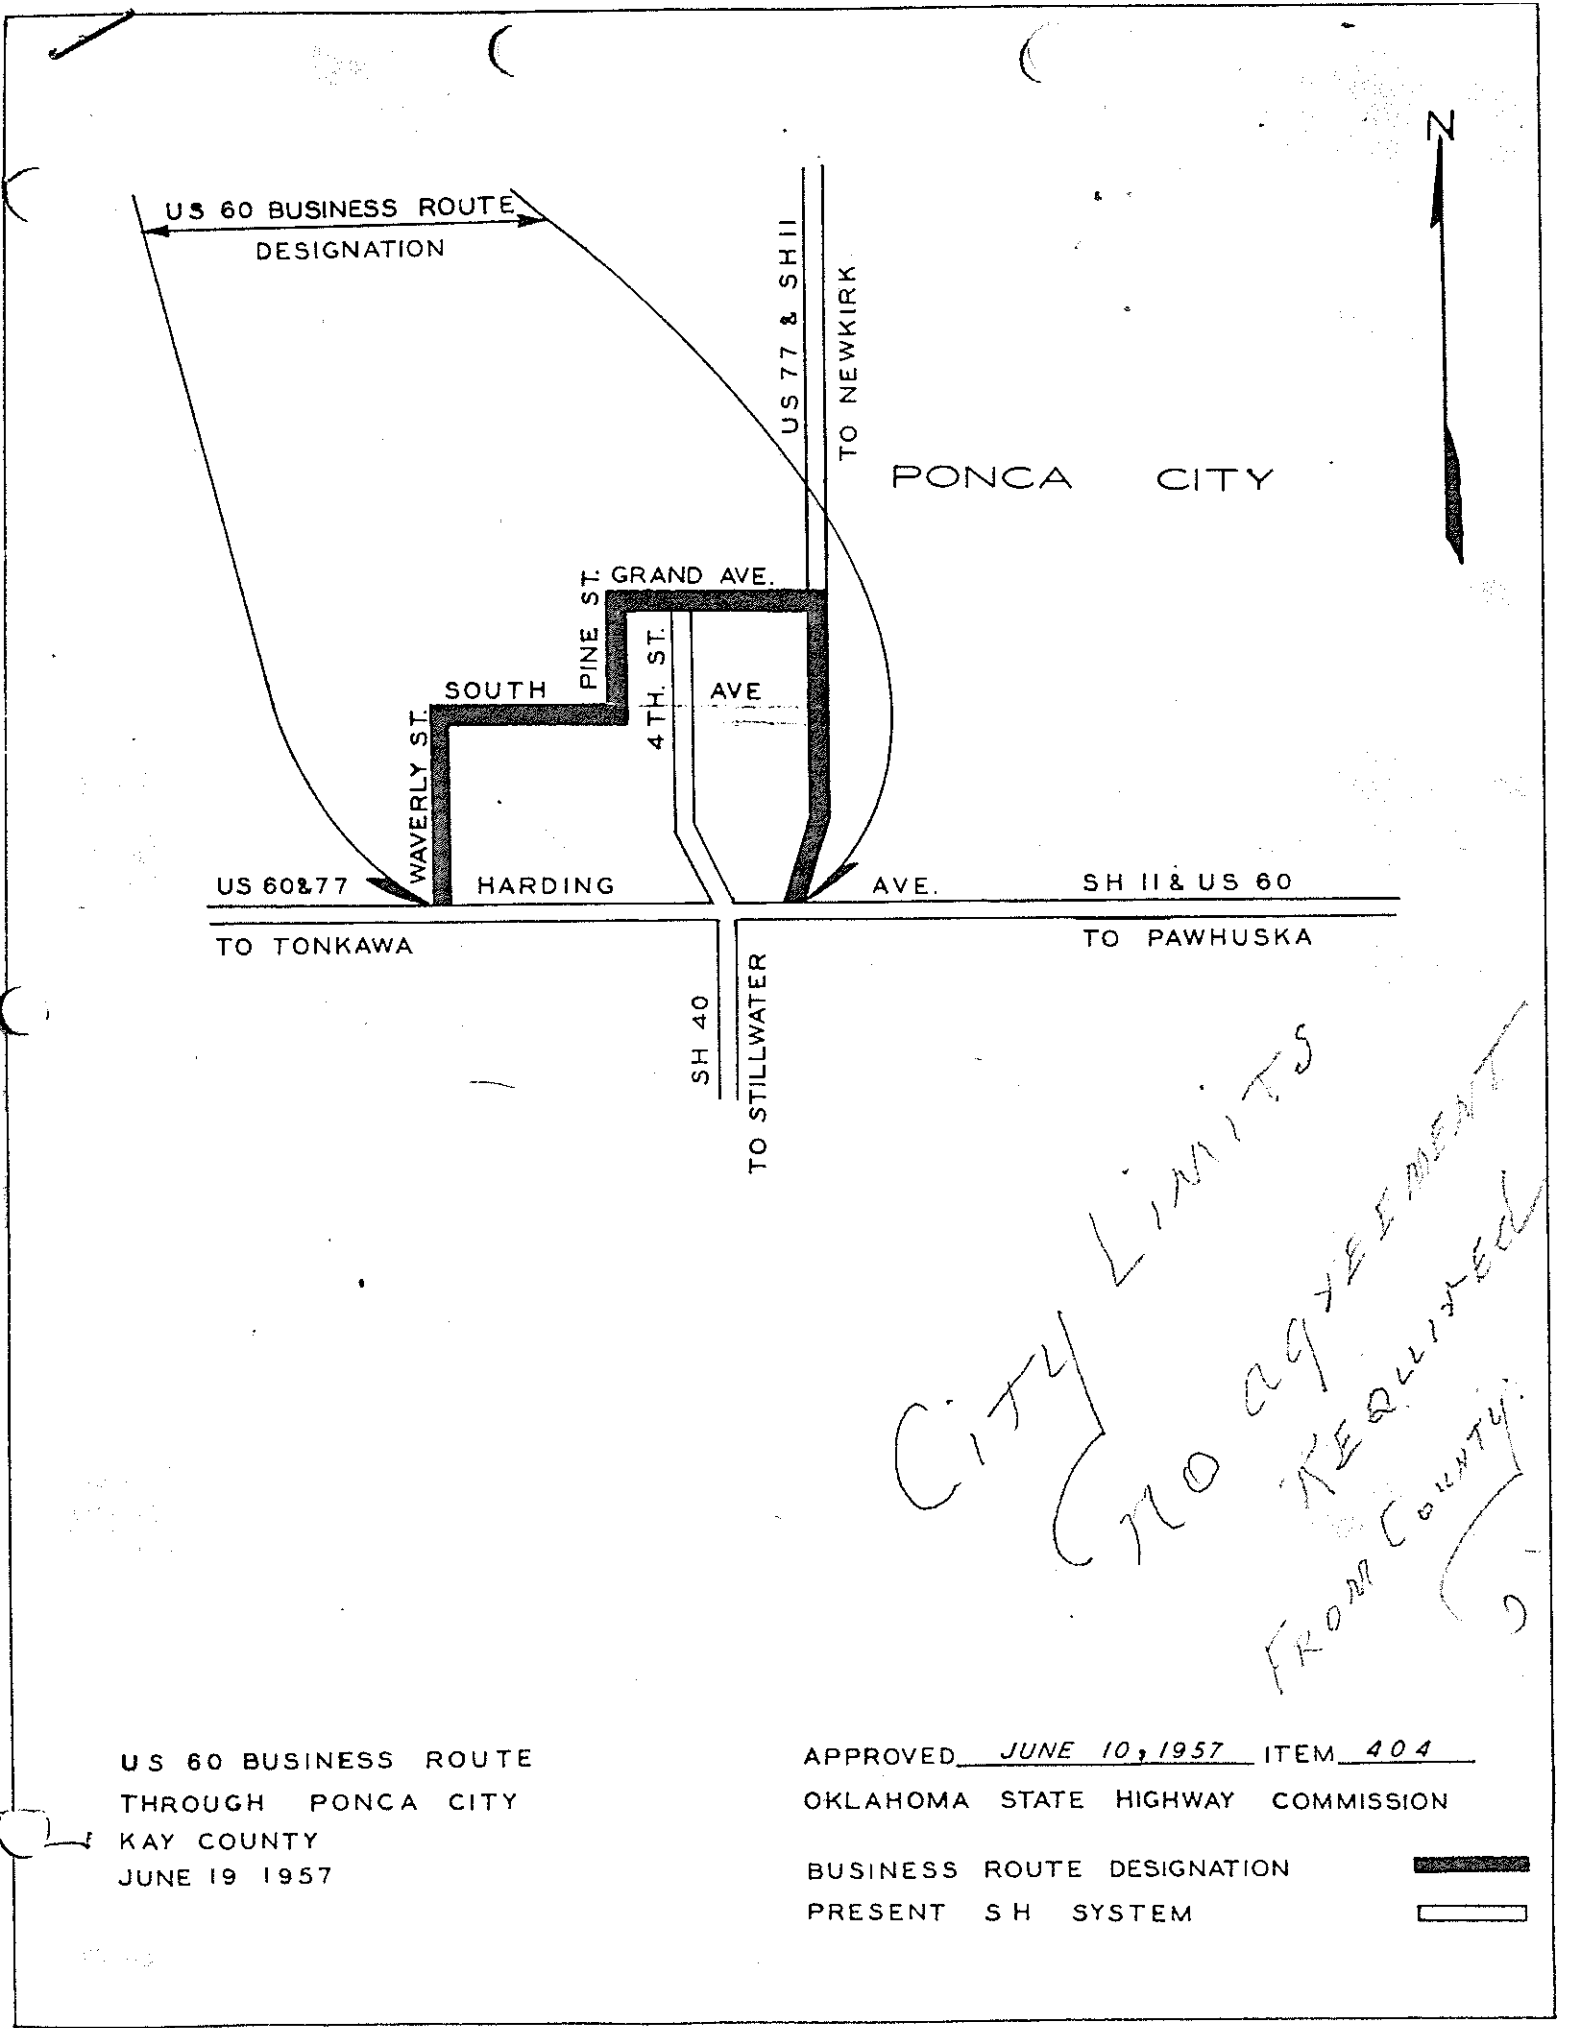 N
US 60 BUSINESS ROUTE
DESIGNATION
US 77 & SH 11
TO NEWKIRK
PONCA CITY
GRAND AVE.
PINE ST.
4TH. ST.
SOUTH AVE
WAVERLY ST.
US 60&77 HARDING AVE. SH 11 & US 60
TO TONKAWA TO PAWHUSKA
SH 40
TO STILLWATER
CiTy LiMiTS
(no agrEEMENT
REQuirEd
FROM COUNTY.)
US 60 BUSINESS ROUTE
THROUGH PONCA CITY
KAY COUNTY
JUNE 19 1957
APPROVED JUNE 10, 1957 ITEM 404
OKLAHOMA STATE HIGHWAY COMMISSION
BUSINESS ROUTE DESIGNATION
PRESENT SH SYSTEM